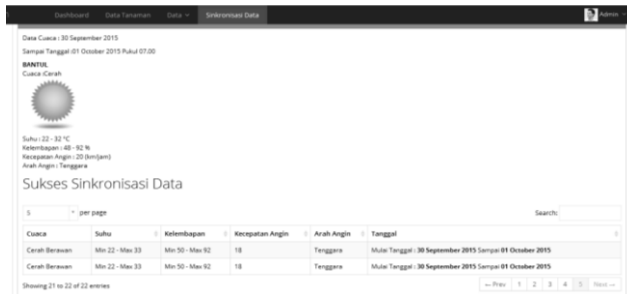 Dashboard Data Tanaman Data Sinkronisasi Data Admin
Data Cuaca : 30 September 2015
Sampai Tanggal :01 October 2015 Pukul 07.00
BANTUL
Cuaca :Cerah
Suhu : 22 - 32 °C
Kelembapan : 48 - 92 %
Kecepatan Angin : 20 (km/jam)
Arah Angin : Tenggara
Sukses Sinkronisasi Data
5 per page Search:
Cuaca Suhu Kelembapan Kecepatan Angin Arah Angin Tanggal
Cerah Berawan Min 22 - Max 33 Min 50 - Max 92 18 Tenggara Mulai Tanggal : 30 September 2015 Sampai 01 October 2015
Cerah Berawan Min 22 - Max 33 Min 50 - Max 92 18 Tenggara Mulai Tanggal : 30 September 2015 Sampai 01 October 2015
Showing 21 to 22 of 22 entries ← Prev 1 2 3 4 5 Next →